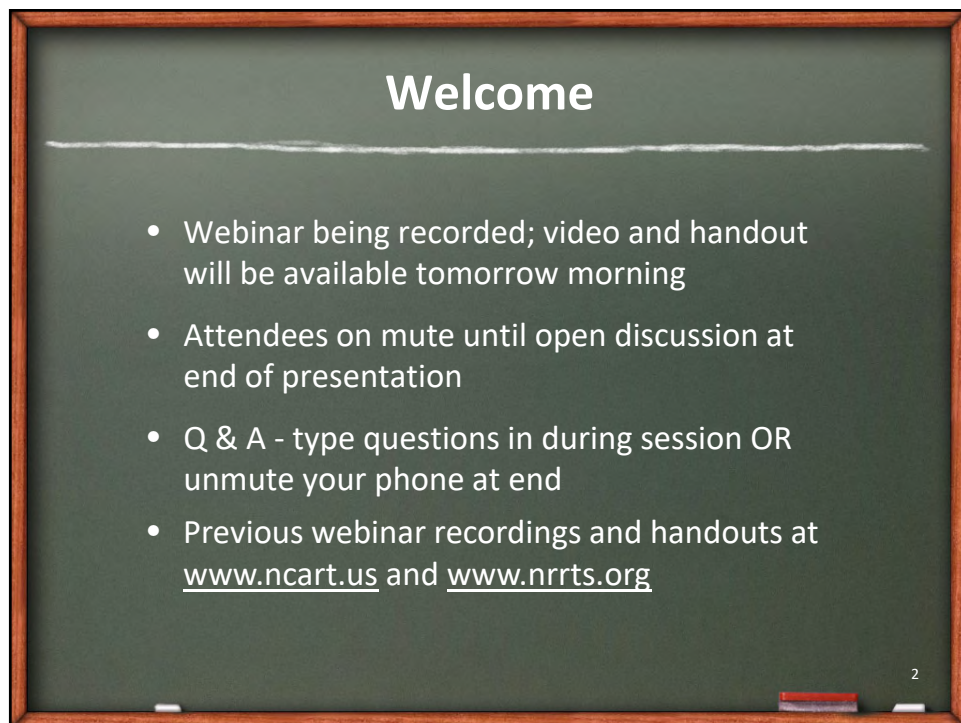 Welcome
• Webinar being recorded; video and handout
will be available tomorrow morning
• Attendees on mute until open discussion at
end of presentation
• Q & A - type questions in during session OR
unmute your phone at end
• Previous webinar recordings and handouts at
www.ncart.us and www.nrrts.org
2